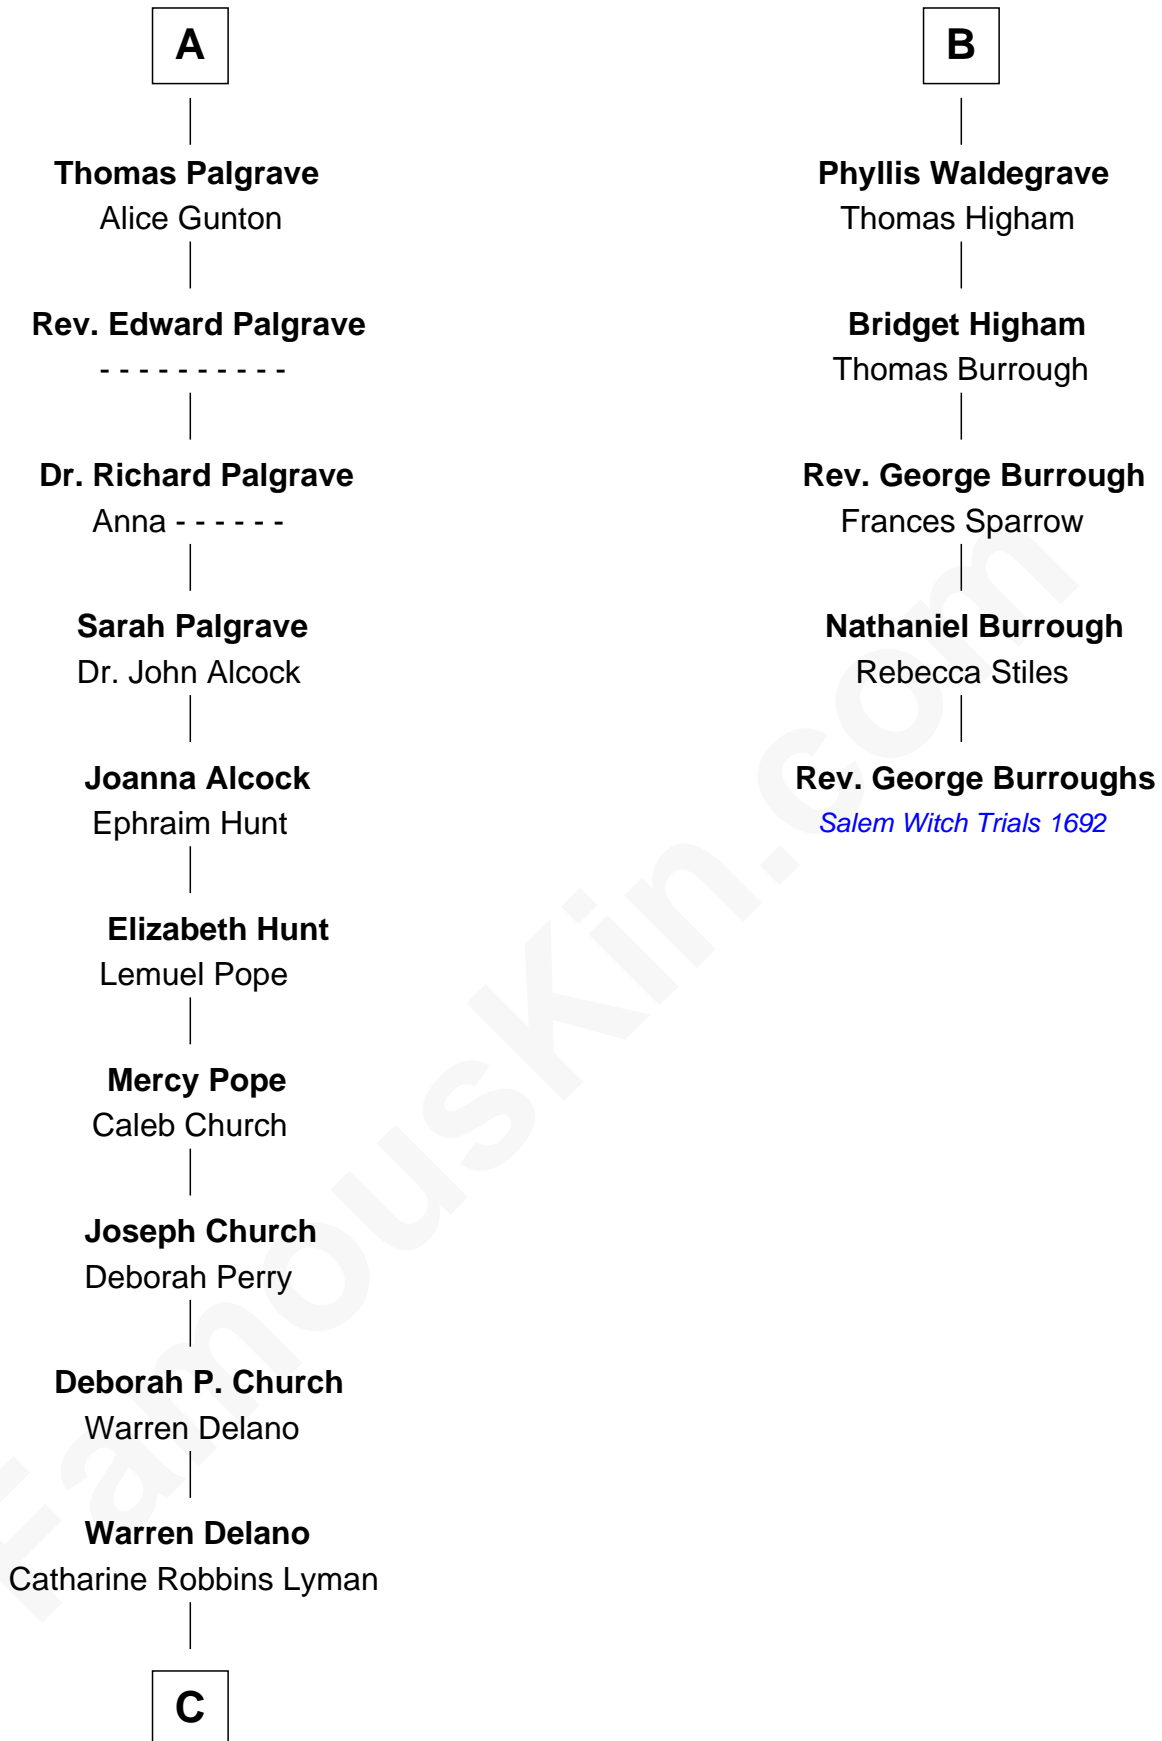 A
Thomas Palgrave
Alice Gunton
Rev. Edward Palgrave
- - - - - - - - - -
Dr. Richard Palgrave
Anna - - - - - -
Sarah Palgrave
Dr. John Alcock
Joanna Alcock
Ephraim Hunt
Elizabeth Hunt
Lemuel Pope
Mercy Pope
Caleb Church
Joseph Church
Deborah Perry
Deborah P. Church
Warren Delano
Warren Delano
Catharine Robbins Lyman
C
B
Phyllis Waldegrave
Thomas Higham
Bridget Higham
Thomas Burrough
Rev. George Burrough
Frances Sparrow
Nathaniel Burrough
Rebecca Stiles
Rev. George Burroughs
Salem Witch Trials 1692
FamousKin.com